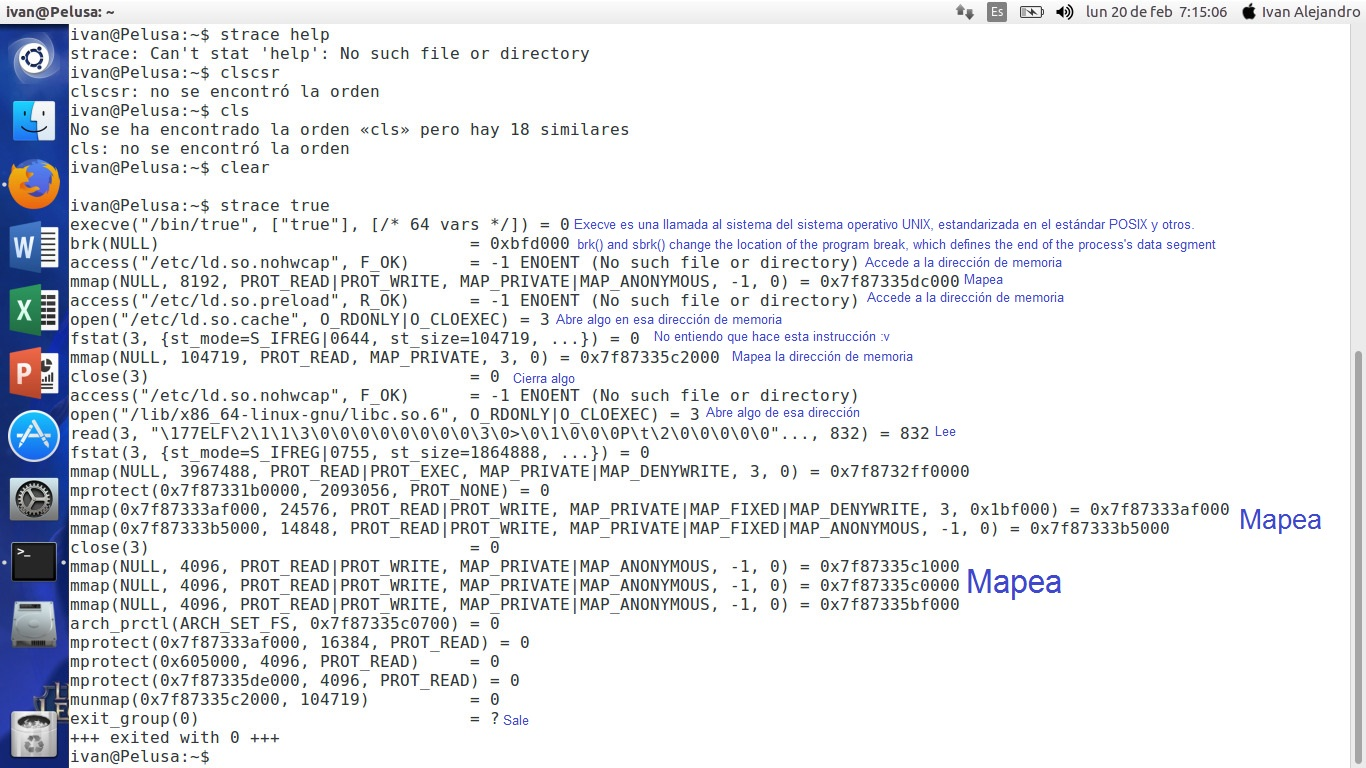 ivan@Pelusa: ~ Es lun 20 de feb 7:15:06 Ivan Alejandro
ivan@Pelusa:~$ strace help
strace: Can't stat 'help': No such file or directory
ivan@Pelusa:~$ clscsr
clscsr: no se encontró la orden
ivan@Pelusa:~$ cls
No se ha encontrado la orden «cls» pero hay 18 similares
cls: no se encontró la orden
ivan@Pelusa:~$ clear
ivan@Pelusa:~$ strace true
execve("/bin/true", ["true"], [/* 64 vars */]) = 0 Execve es una llamada al sistema del sistema operativo UNIX, estandarizada en el estándar POSIX y otros.
brk(NULL) = 0xbfd000 brk() and sbrk() change the location of the program break, which defines the end of the process's data segment
access("/etc/ld.so.nohwcap", F_OK) = -1 ENOENT (No such file or directory) Accede a la dirección de memoria
mmap(NULL, 8192, PROT_READ|PROT_WRITE, MAP_PRIVATE|MAP_ANONYMOUS, -1, 0) = 0x7f87335dc000 Mapea
access("/etc/ld.so.preload", R_OK) = -1 ENOENT (No such file or directory) Accede a la dirección de memoria
open("/etc/ld.so.cache", O_RDONLY|O_CLOEXEC) = 3 Abre algo en esa dirección de memoria
fstat(3, {st_mode=S_IFREG|0644, st_size=104719, ...}) = 0 No entiendo que hace esta instrucción :v
mmap(NULL, 104719, PROT_READ, MAP_PRIVATE, 3, 0) = 0x7f87335c2000 Mapea la dirección de memoria
close(3) = 0 Cierra algo
access("/etc/ld.so.nohwcap", F_OK) = -1 ENOENT (No such file or directory)
open("/lib/x86_64-linux-gnu/libc.so.6", O_RDONLY|O_CLOEXEC) = 3 Abre algo de esa dirección
read(3, "\177ELF\2\1\1\3\0\0\0\0\0\0\0\0\3\0>\0\1\0\0\0P\t\2\0\0\0\0\0"..., 832) = 832 Lee
fstat(3, {st_mode=S_IFREG|0755, st_size=1864888, ...}) = 0
mmap(NULL, 3967488, PROT_READ|PROT_EXEC, MAP_PRIVATE|MAP_DENYWRITE, 3, 0) = 0x7f8732ff0000
mprotect(0x7f87331b0000, 2093056, PROT_NONE) = 0
mmap(0x7f87333af000, 24576, PROT_READ|PROT_WRITE, MAP_PRIVATE|MAP_FIXED|MAP_DENYWRITE, 3, 0x1bf000) = 0x7f87333af000
mmap(0x7f87333b5000, 14848, PROT_READ|PROT_WRITE, MAP_PRIVATE|MAP_FIXED|MAP_ANONYMOUS, -1, 0) = 0x7f87333b5000 Mapea
close(3) = 0
mmap(NULL, 4096, PROT_READ|PROT_WRITE, MAP_PRIVATE|MAP_ANONYMOUS, -1, 0) = 0x7f87335c1000
mmap(NULL, 4096, PROT_READ|PROT_WRITE, MAP_PRIVATE|MAP_ANONYMOUS, -1, 0) = 0x7f87335c0000 Mapea
mmap(NULL, 4096, PROT_READ|PROT_WRITE, MAP_PRIVATE|MAP_ANONYMOUS, -1, 0) = 0x7f87335bf000
arch_prctl(ARCH_SET_FS, 0x7f87335c0700) = 0
mprotect(0x7f87333af000, 16384, PROT_READ) = 0
mprotect(0x605000, 4096, PROT_READ) = 0
mprotect(0x7f87335de000, 4096, PROT_READ) = 0
munmap(0x7f87335c2000, 104719) = 0
exit_group(0) = ? Sale
+++ exited with 0 +++
ivan@Pelusa:~$